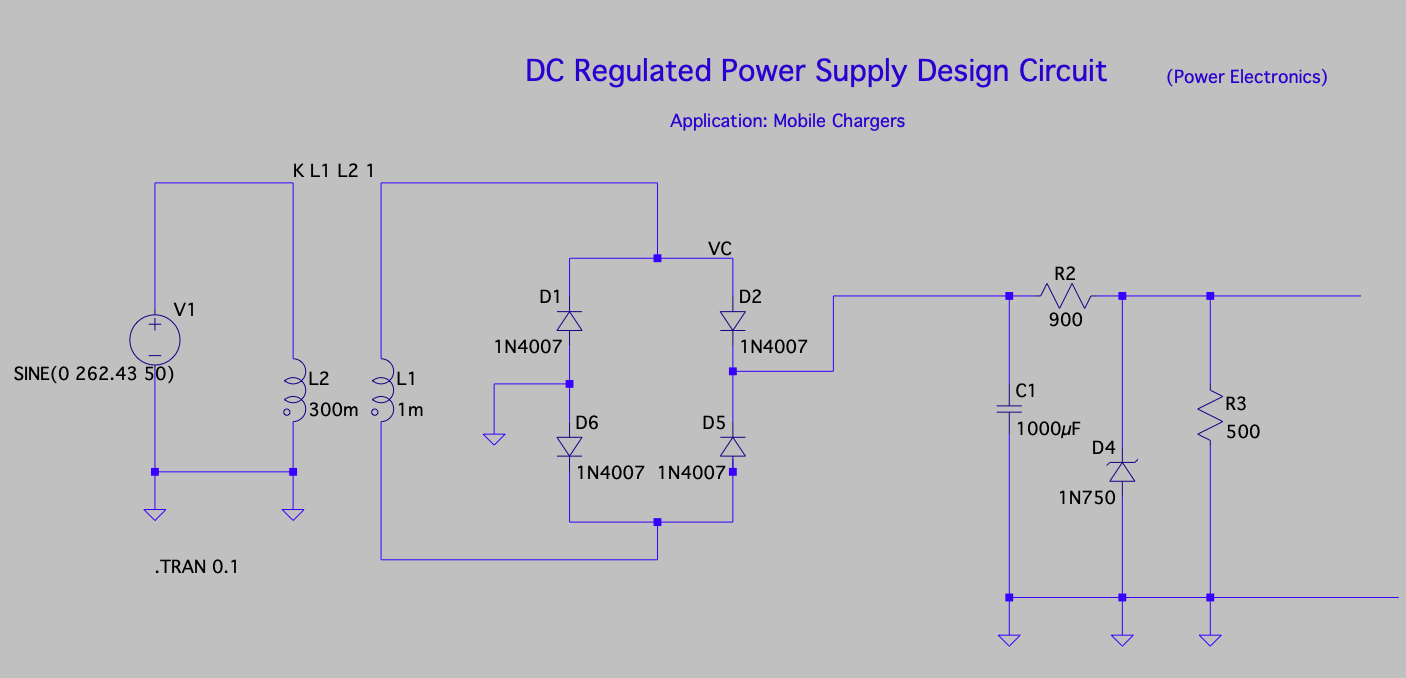 DC Regulated Power Supply Design Circuit
(Power Electronics)
Application: Mobile Chargers
K L1 L2 1
VC
V1
SINE(0 262.43 50)
L2
300m
L1
1m
D1
1N4007
D2
1N4007
D6
1N4007
D5
1N4007
R2
900
C1
1000µF
D4
1N750
R3
500
.TRAN 0.1